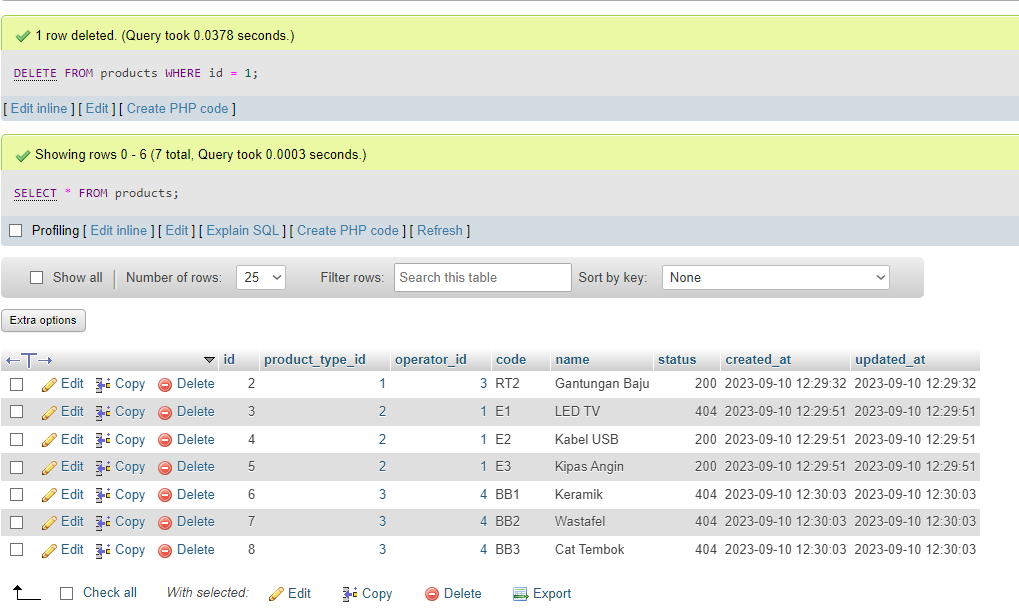 1 row deleted. (Query took 0.0378 seconds.)
DELETE FROM products WHERE id = 1;
[ Edit inline ] [ Edit ] [ Create PHP code ]
Showing rows 0 - 6 (7 total, Query took 0.0003 seconds.)
SELECT * FROM products;
Profiling [ Edit inline ] [ Edit ] [ Explain SQL ] [ Create PHP code ] [ Refresh ]
Show all Number of rows: 25 Filter rows: Search this table Sort by key: None
Extra options
id product_type_id operator_id code name status created_at updated_at
Edit Copy Delete 2 1 3 RT2 Gantungan Baju 200 2023-09-10 12:29:32 2023-09-10 12:29:32
Edit Copy Delete 3 2 1 E1 LED TV 404 2023-09-10 12:29:51 2023-09-10 12:29:51
Edit Copy Delete 4 2 1 E2 Kabel USB 200 2023-09-10 12:29:51 2023-09-10 12:29:51
Edit Copy Delete 5 2 1 E3 Kipas Angin 200 2023-09-10 12:29:51 2023-09-10 12:29:51
Edit Copy Delete 6 3 4 BB1 Keramik 404 2023-09-10 12:30:03 2023-09-10 12:30:03
Edit Copy Delete 7 3 4 BB2 Wastafel 404 2023-09-10 12:30:03 2023-09-10 12:30:03
Edit Copy Delete 8 3 4 BB3 Cat Tembok 404 2023-09-10 12:30:03 2023-09-10 12:30:03
Check all With selected: Edit Copy Delete Export